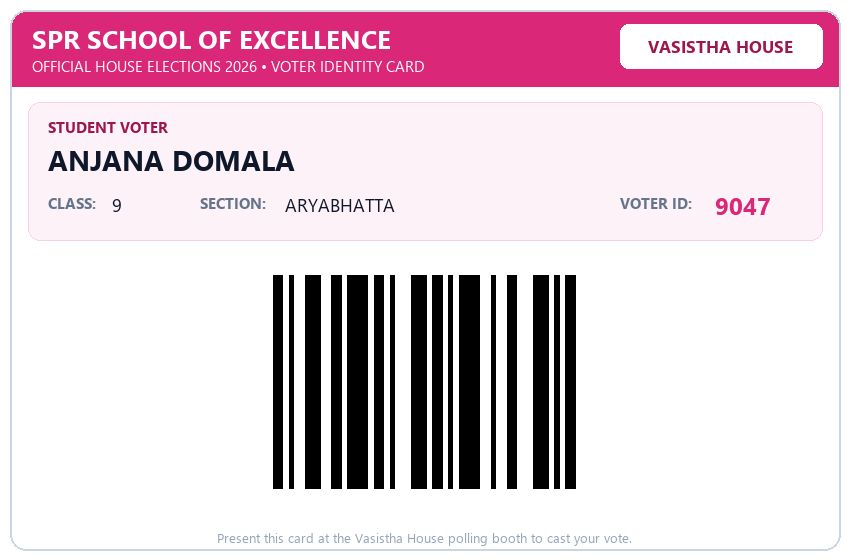 SPR SCHOOL OF EXCELLENCE
OFFICIAL HOUSE ELECTIONS 2026 • VOTER IDENTITY CARD
VASISTHA HOUSE
STUDENT VOTER
ANJANA DOMALA
CLASS: 9 SECTION: ARYABHATTA VOTER ID: 9047
Present this card at the Vasistha House polling booth to cast your vote.